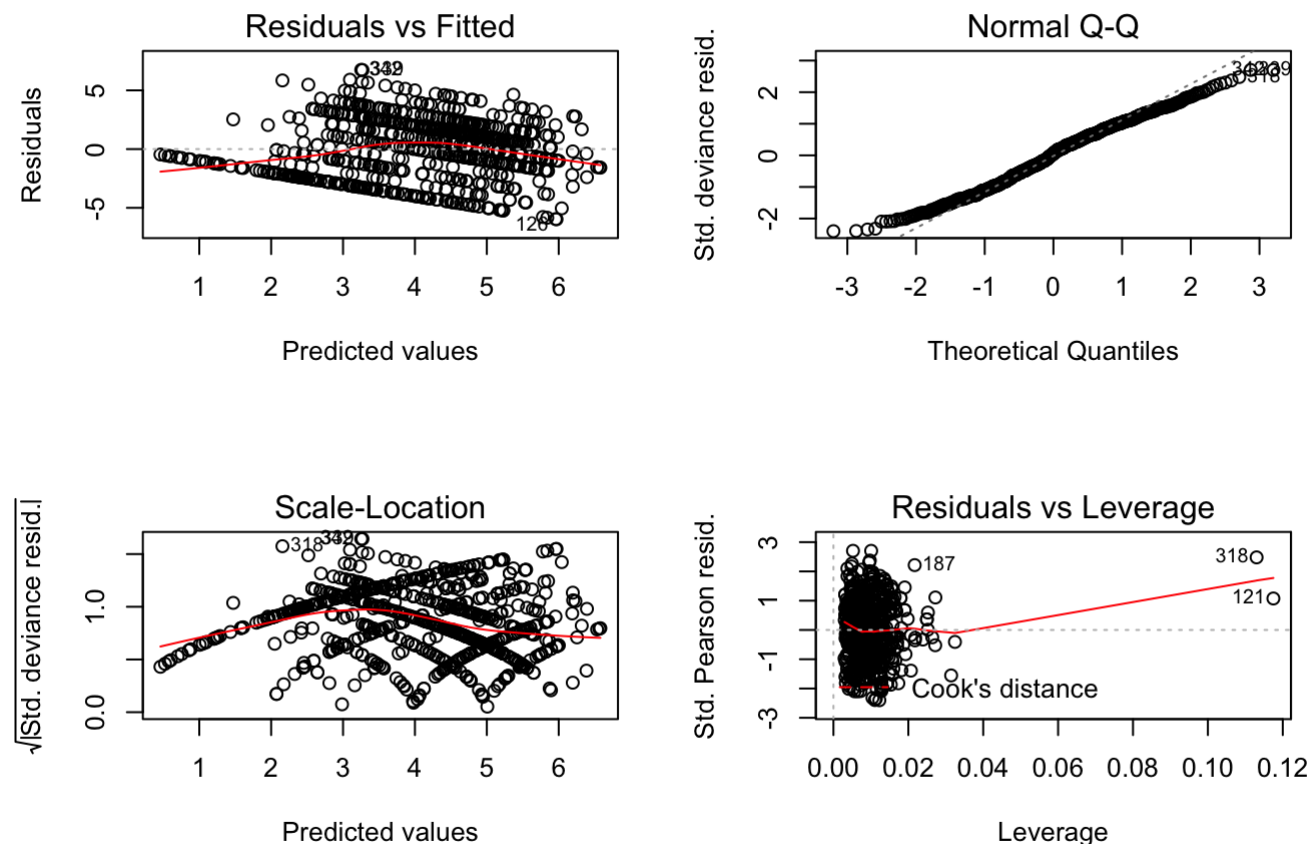 Residuals vs Fitted
Residuals
5
0
-5
126
1 2 3 4 5 6
Predicted values
Normal Q-Q
Std. deviance resid.
2
0
-2
-3 -2 -1 0 1 2 3
Theoretical Quantiles
Scale-Location
√|Std. deviance resid.|
1.0
0.0
318
1 2 3 4 5 6
Predicted values
Residuals vs Leverage
Std. Pearson resid.
3
1
-1
-3
187
318
121
Cook's distance
0.00 0.02 0.04 0.06 0.08 0.10 0.12
Leverage